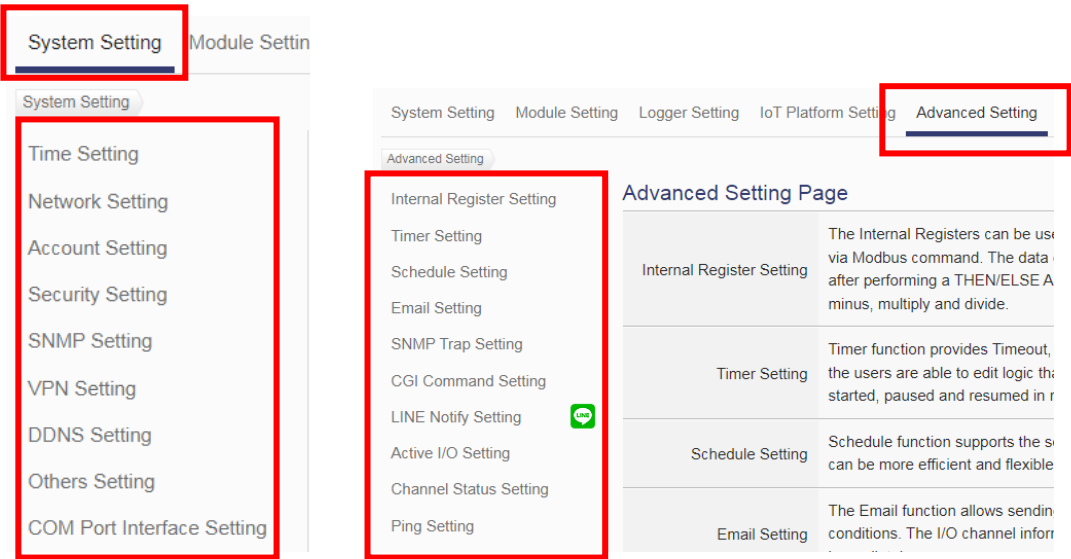 System Setting Module Settin
System Setting
Time Setting
Network Setting
Account Setting
Security Setting
SNMP Setting
VPN Setting
DDNS Setting
Others Setting
COM Port Interface Setting
System Setting Module Setting Logger Setting IoT Platform Setting Advanced Setting
Advanced Setting
Internal Register Setting
Timer Setting
Schedule Setting
Email Setting
SNMP Trap Setting
CGI Command Setting
LINE Notify Setting
LINE
Active I/O Setting
Channel Status Setting
Ping Setting
Advanced Setting Page
Internal Register Setting
The Internal Registers can be use
via Modbus command. The data
after performing a THEN/ELSE A
minus, multiply and divide.
Timer Setting
Timer function provides Timeout,
the users are able to edit logic tha
started, paused and resumed in r
Schedule Setting
Schedule function supports the s
can be more efficient and flexible
Email Setting
The Email function allows sendin
conditions. The I/O channel infor